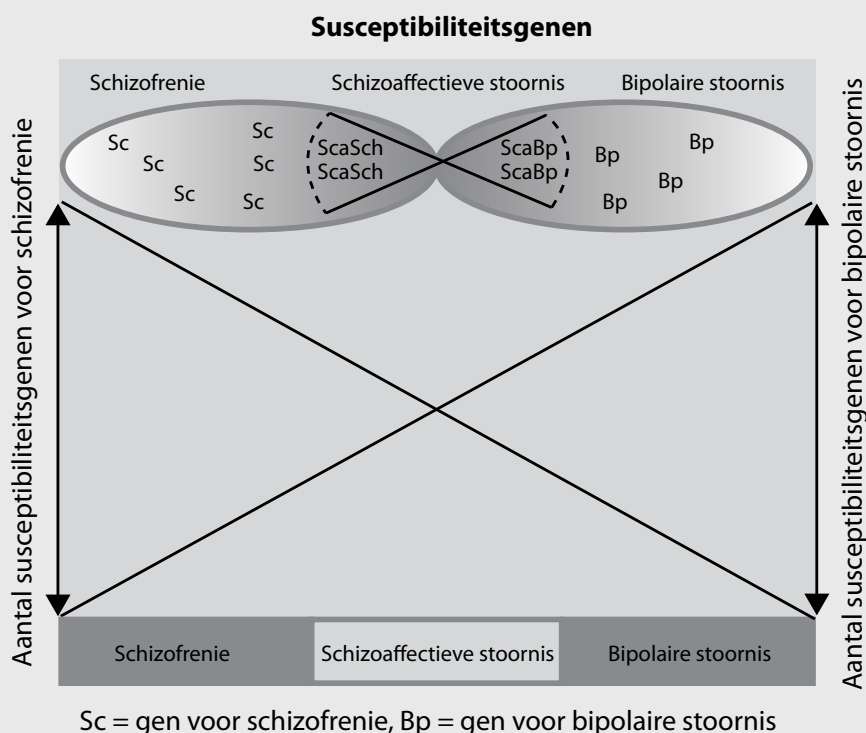 Susceptibiliteitsgenen
Schizofrenie
Schizoaffectieve stoornis
Bipolaire stoornis
Aantal susceptibiliteitsgenen voor schizofrenie
Sc
Sc
Sc
Sc
Sc
Sc
ScaSch
ScaSch
ScaBp
ScaBp
Bp
Bp
Bp
Bp
Aantal susceptibiliteitsgenen voor bipolaire stoornis
Schizofrenie
Schizoaffectieve stoornis
Bipolaire stoornis
Sc = gen voor schizofrenie, Bp = gen voor bipolaire stoornis